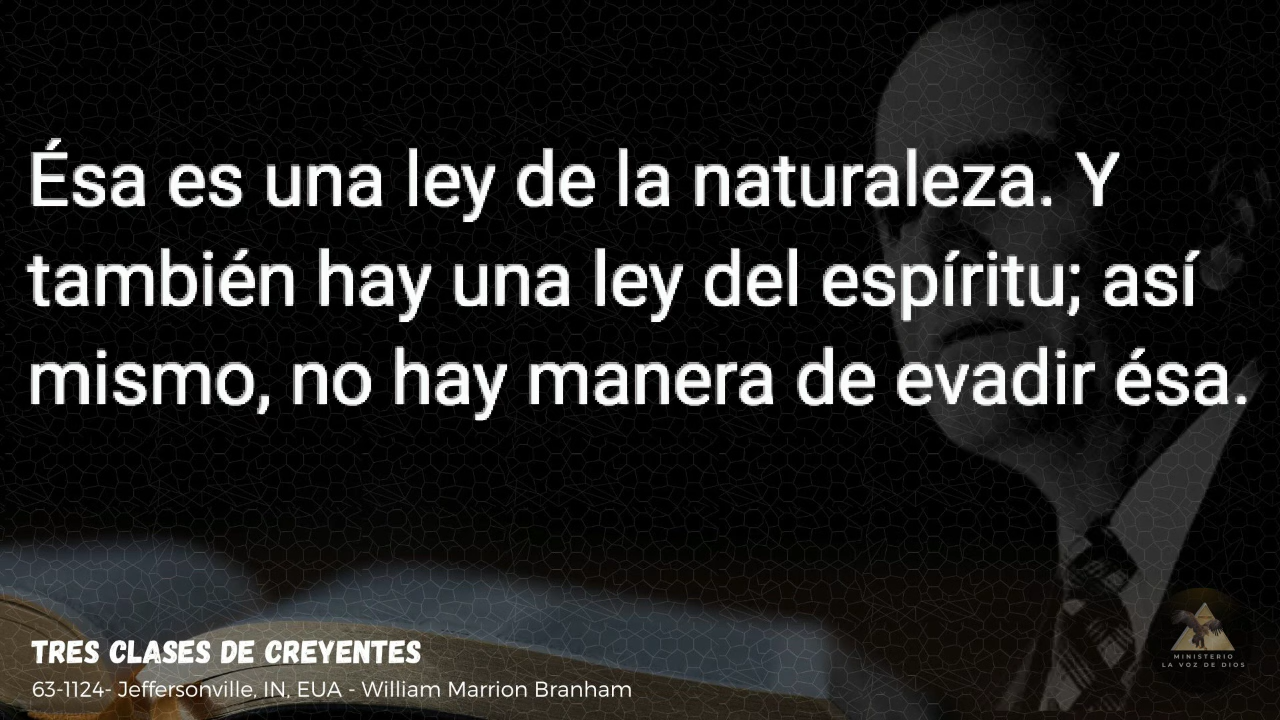 Ésa es una ley de la naturaleza. Y
también hay una ley del espíritu; así
mismo, no hay manera de evadir ésa.
TRES CLASES DE CREYENTES
63-1124- Jeffersonville, IN, EUA - William Marrion Branham
MINISTERIO
LA VOZ DE DIOS